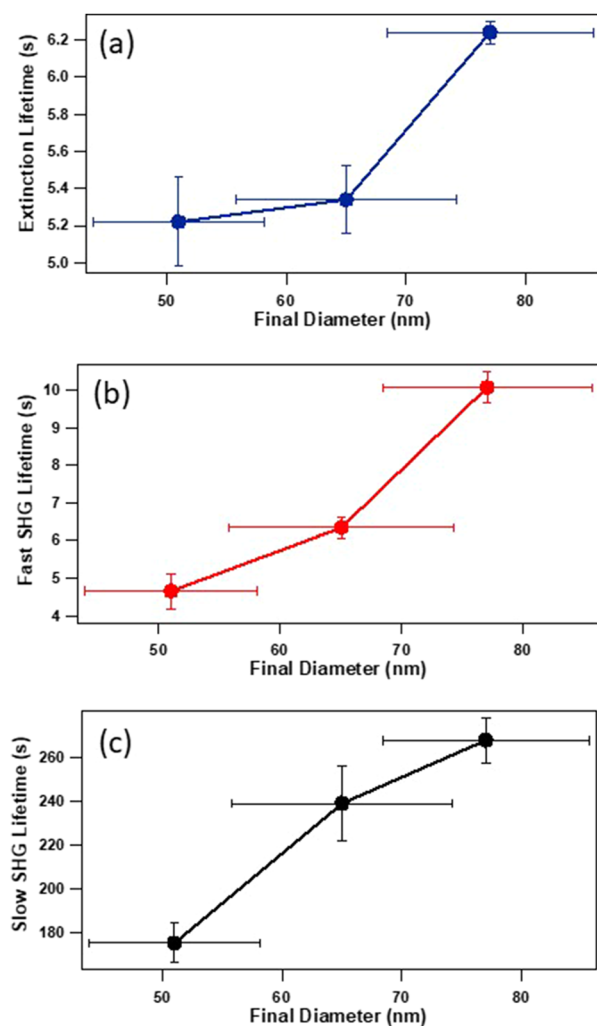 (a)
Extinction Lifetime (s)
6.2
6.0
5.8
5.6
5.4
5.2
5.0
50 60 70 80
Final Diameter (nm)
(b)
Fast SHG Lifetime (s)
10
9
8
7
6
5
4
50 60 70 80
Final Diameter (nm)
(c)
Slow SHG Lifetime (s)
260
240
220
200
180
50 60 70 80
Final Diameter (nm)